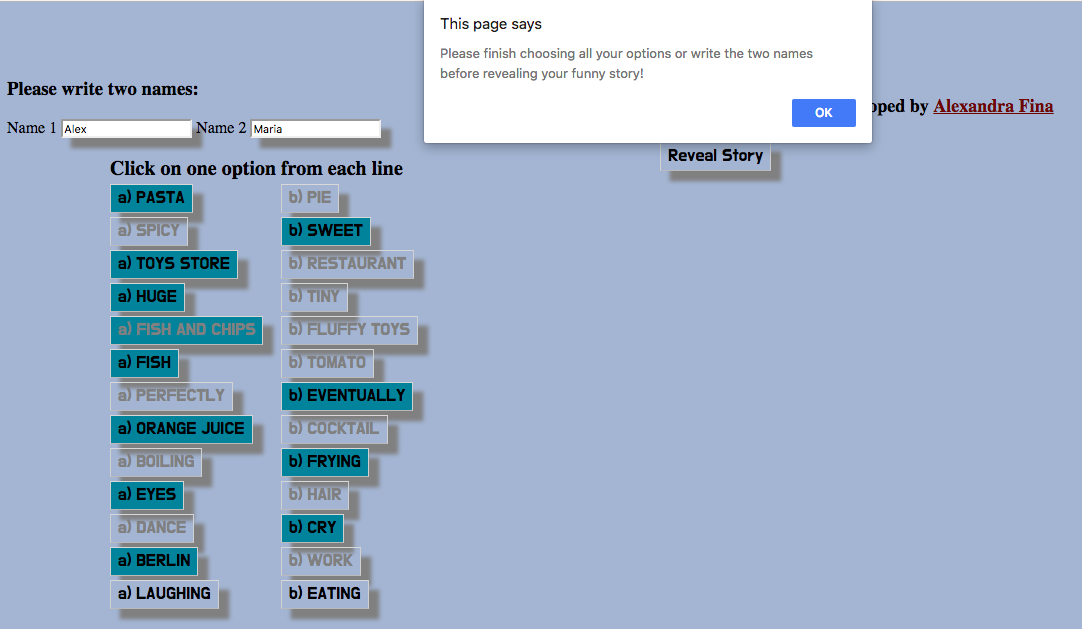 This page says
Please finish choosing all your options or write the two names
before revealing your funny story!
OK
Please write two names:
oped by Alexandra Fina
Name 1 Alex Name 2 Maria
Reveal Story
Click on one option from each line
a) PASTA b) PIE
a) SPICY b) SWEET
a) TOYS STORE b) RESTAURANT
a) HUGE b) TINY
a) FISH AND CHIPS b) FLUFFY TOYS
a) FISH b) TOMATO
a) PERFECTLY b) EVENTUALLY
a) ORANGE JUICE b) COCKTAIL
a) BOILING b) FRYING
a) EYES b) HAIR
a) DANCE b) CRY
a) BERLIN b) WORK
a) LAUGHING b) EATING